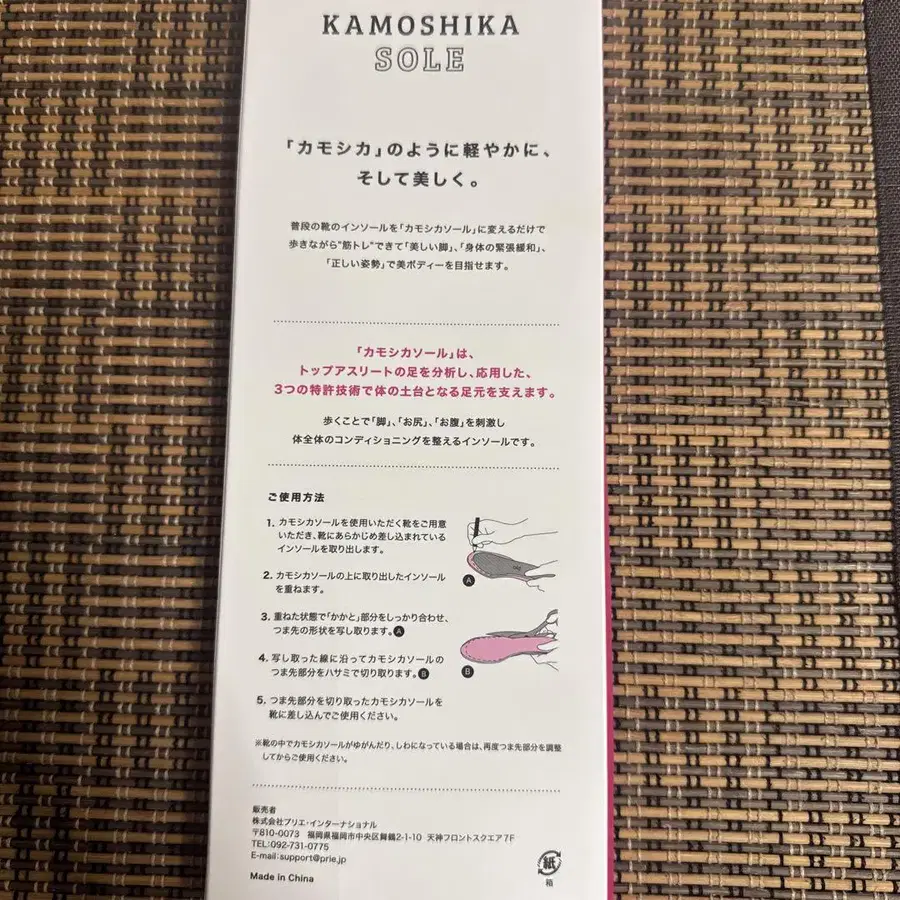 KAMOSHIKA
SOLE
「カモシカ」のように軽やかに、
そして美しく。
普段の靴のインソールを「カモシカソール」に変えるだけで
歩きながら"筋トレ"できて「美しい脚」、「身体の緊張緩和」、
「正しい姿勢」で美ボディーを目指せます。
「カモシカソール」は、
トップアスリートの足を分析し、応用した、
3つの特許技術で体の土台となる足元を支えます。
歩くことで「脚」、「お尻」、「お腹」を刺激し
体全体のコンディショニングを整えるインソールです。
ご使用方法
1. カモシカソールを使用いただく靴をご用意
いただき、靴にあらかじめ差し込まれている
インソールを取り出します。
2. カモシカソールの上に取り出したインソール
を重ねます。
3. 重ねた状態で「かかと」部分をしっかり合わせ、
つま先の形状を写し取ります。A
4. 写し取った線に沿ってカモシカソールの
つま先部分をハサミで切り取ります。B
5. つま先部分を切り取ったカモシカソールを
靴に差し込んでご使用ください。
A
B
※靴の中でカモシカソールがゆがんだり、しわになっている場合は、再度つま先部分を調整
してからご使用ください。
販売者
株式会社プリエ・インターナショナル
〒810-0073 福岡県福岡市中央区舞鶴2-1-10 天神フロントスクエア 7F
TEL:092-731-0775
E-mail:support@prie.jp
Made in China
紙
箱